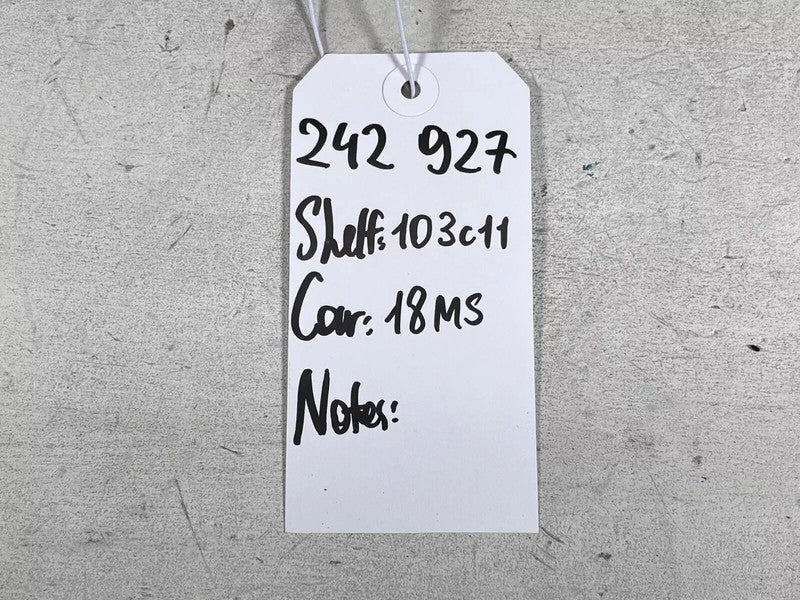 242 927
Shelf: 103c11
Car: 18MS
Notes: